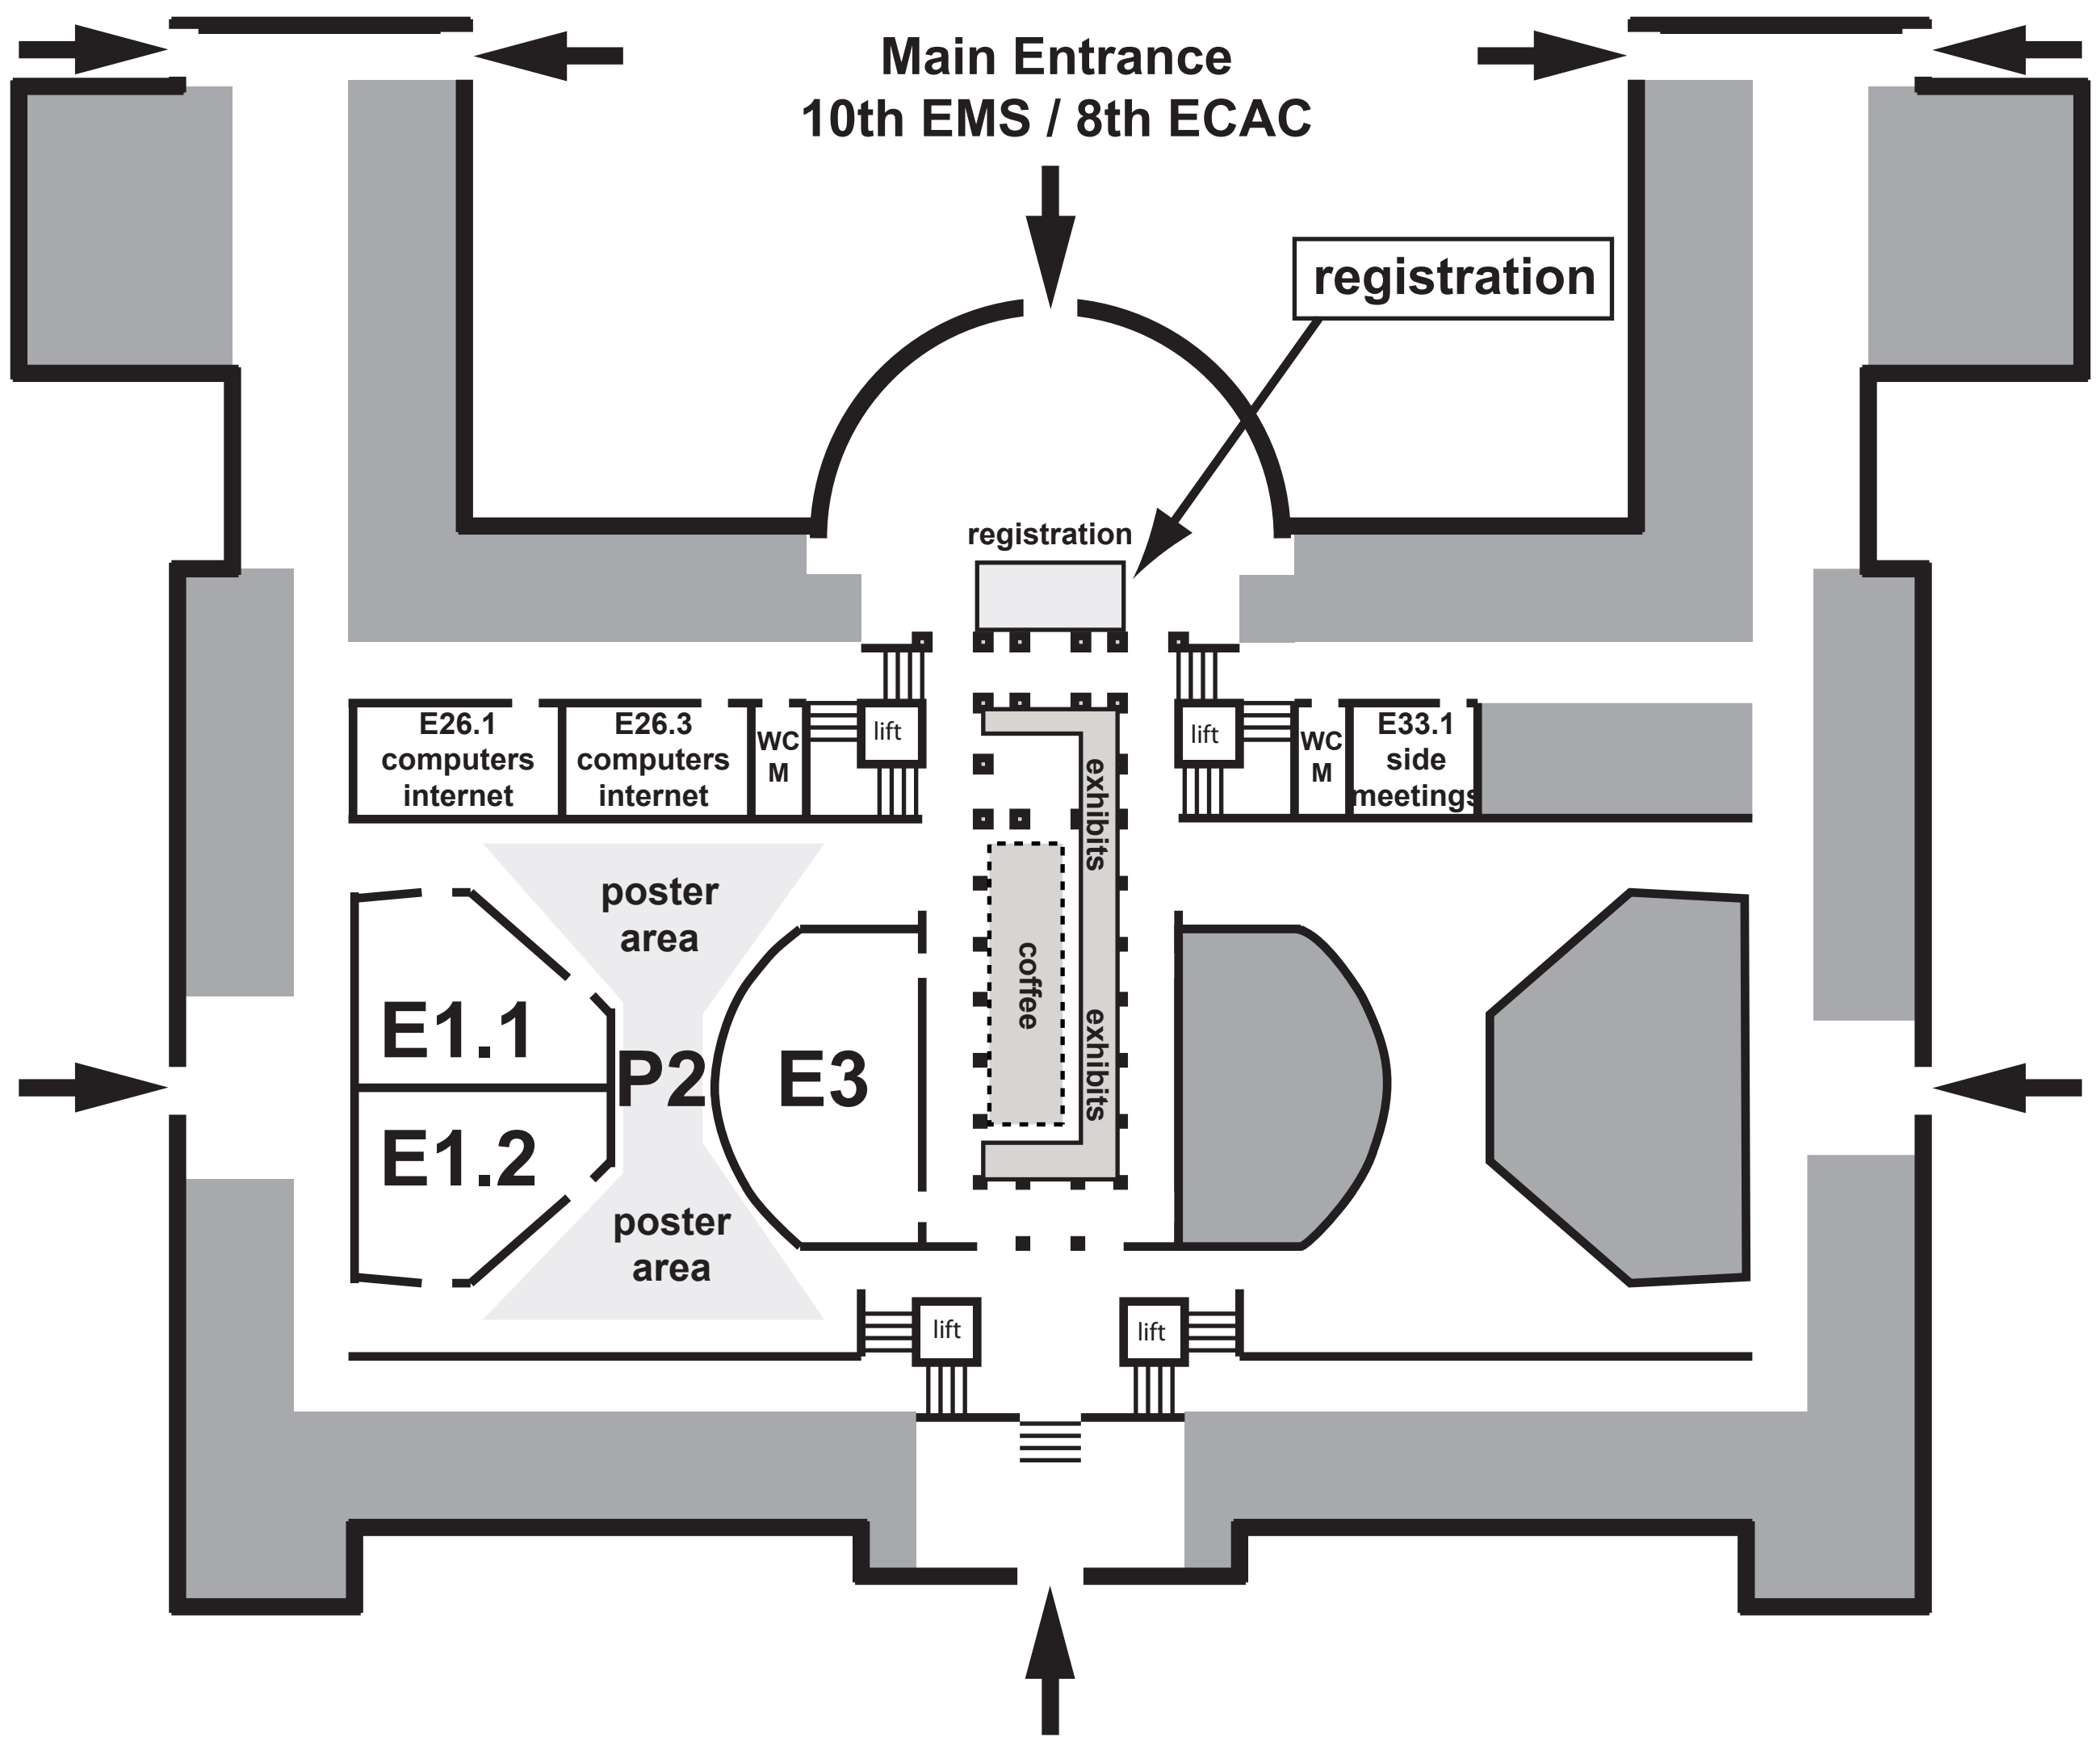 Main Entrance
10th EMS / 8th ECAC
registration
registration
E26.1
computers
internet
E26.3
computers
internet
WC
M
lift
lift
WC
M
E33.1
side
meetings
exhibits
poster
area
coffee
E1.1
P2
E3
exhibits
E1.2
poster
area
lift
lift